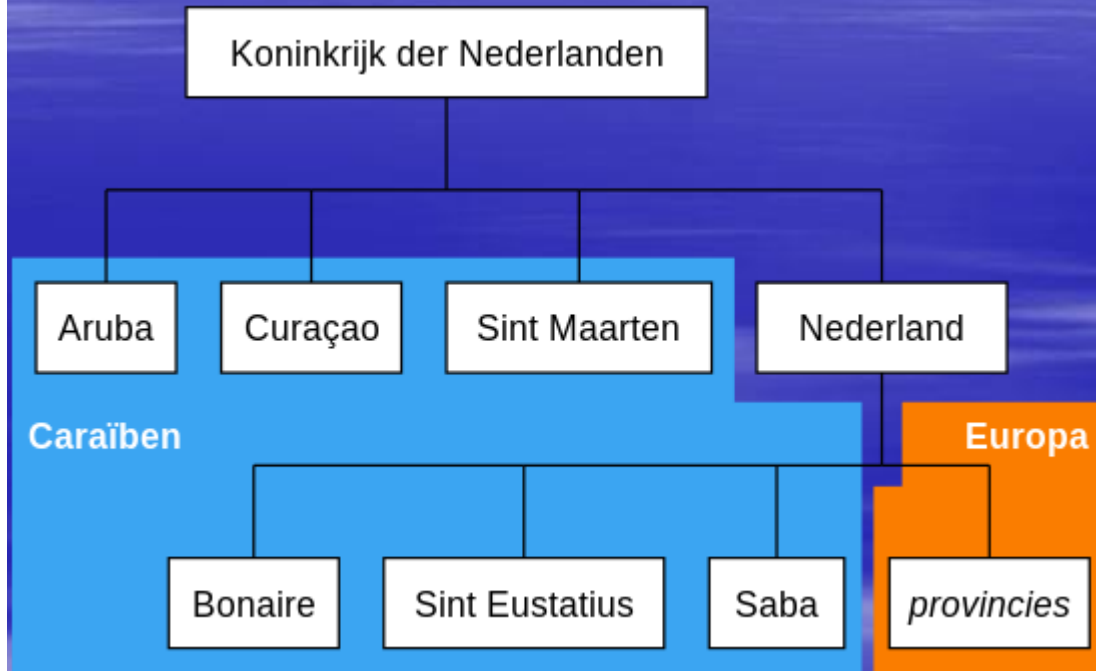 Koninkrijk der Nederlanden
Aruba
Curaçao
Sint Maarten
Nederland
Caraïben
Europa
Bonaire
Sint Eustatius
Saba
provincies